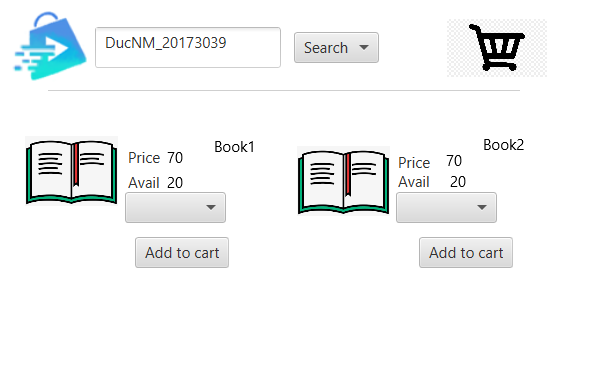 DucNM_20173039
Search
Book1
Price 70
Avail 20
Add to cart
Book2
Price 70
Avail 20
Add to cart